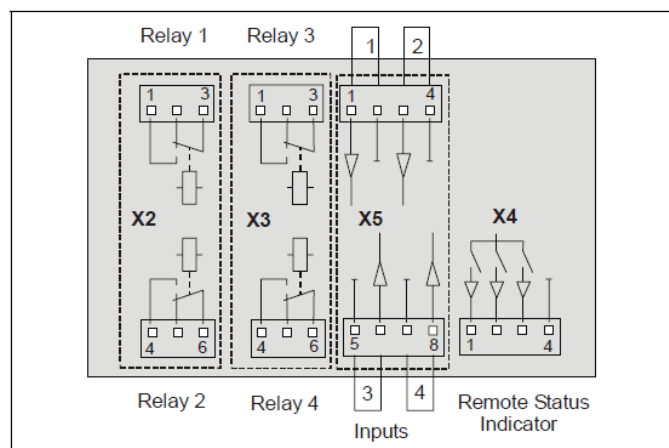 Relay 1 Relay 3 1 2
1 3 1 3 1 4
X2 X3 X5 X4
4 6 4 6 5 8 1 4
3 4
Relay 2 Relay 4 Inputs Remote Status
Indicator